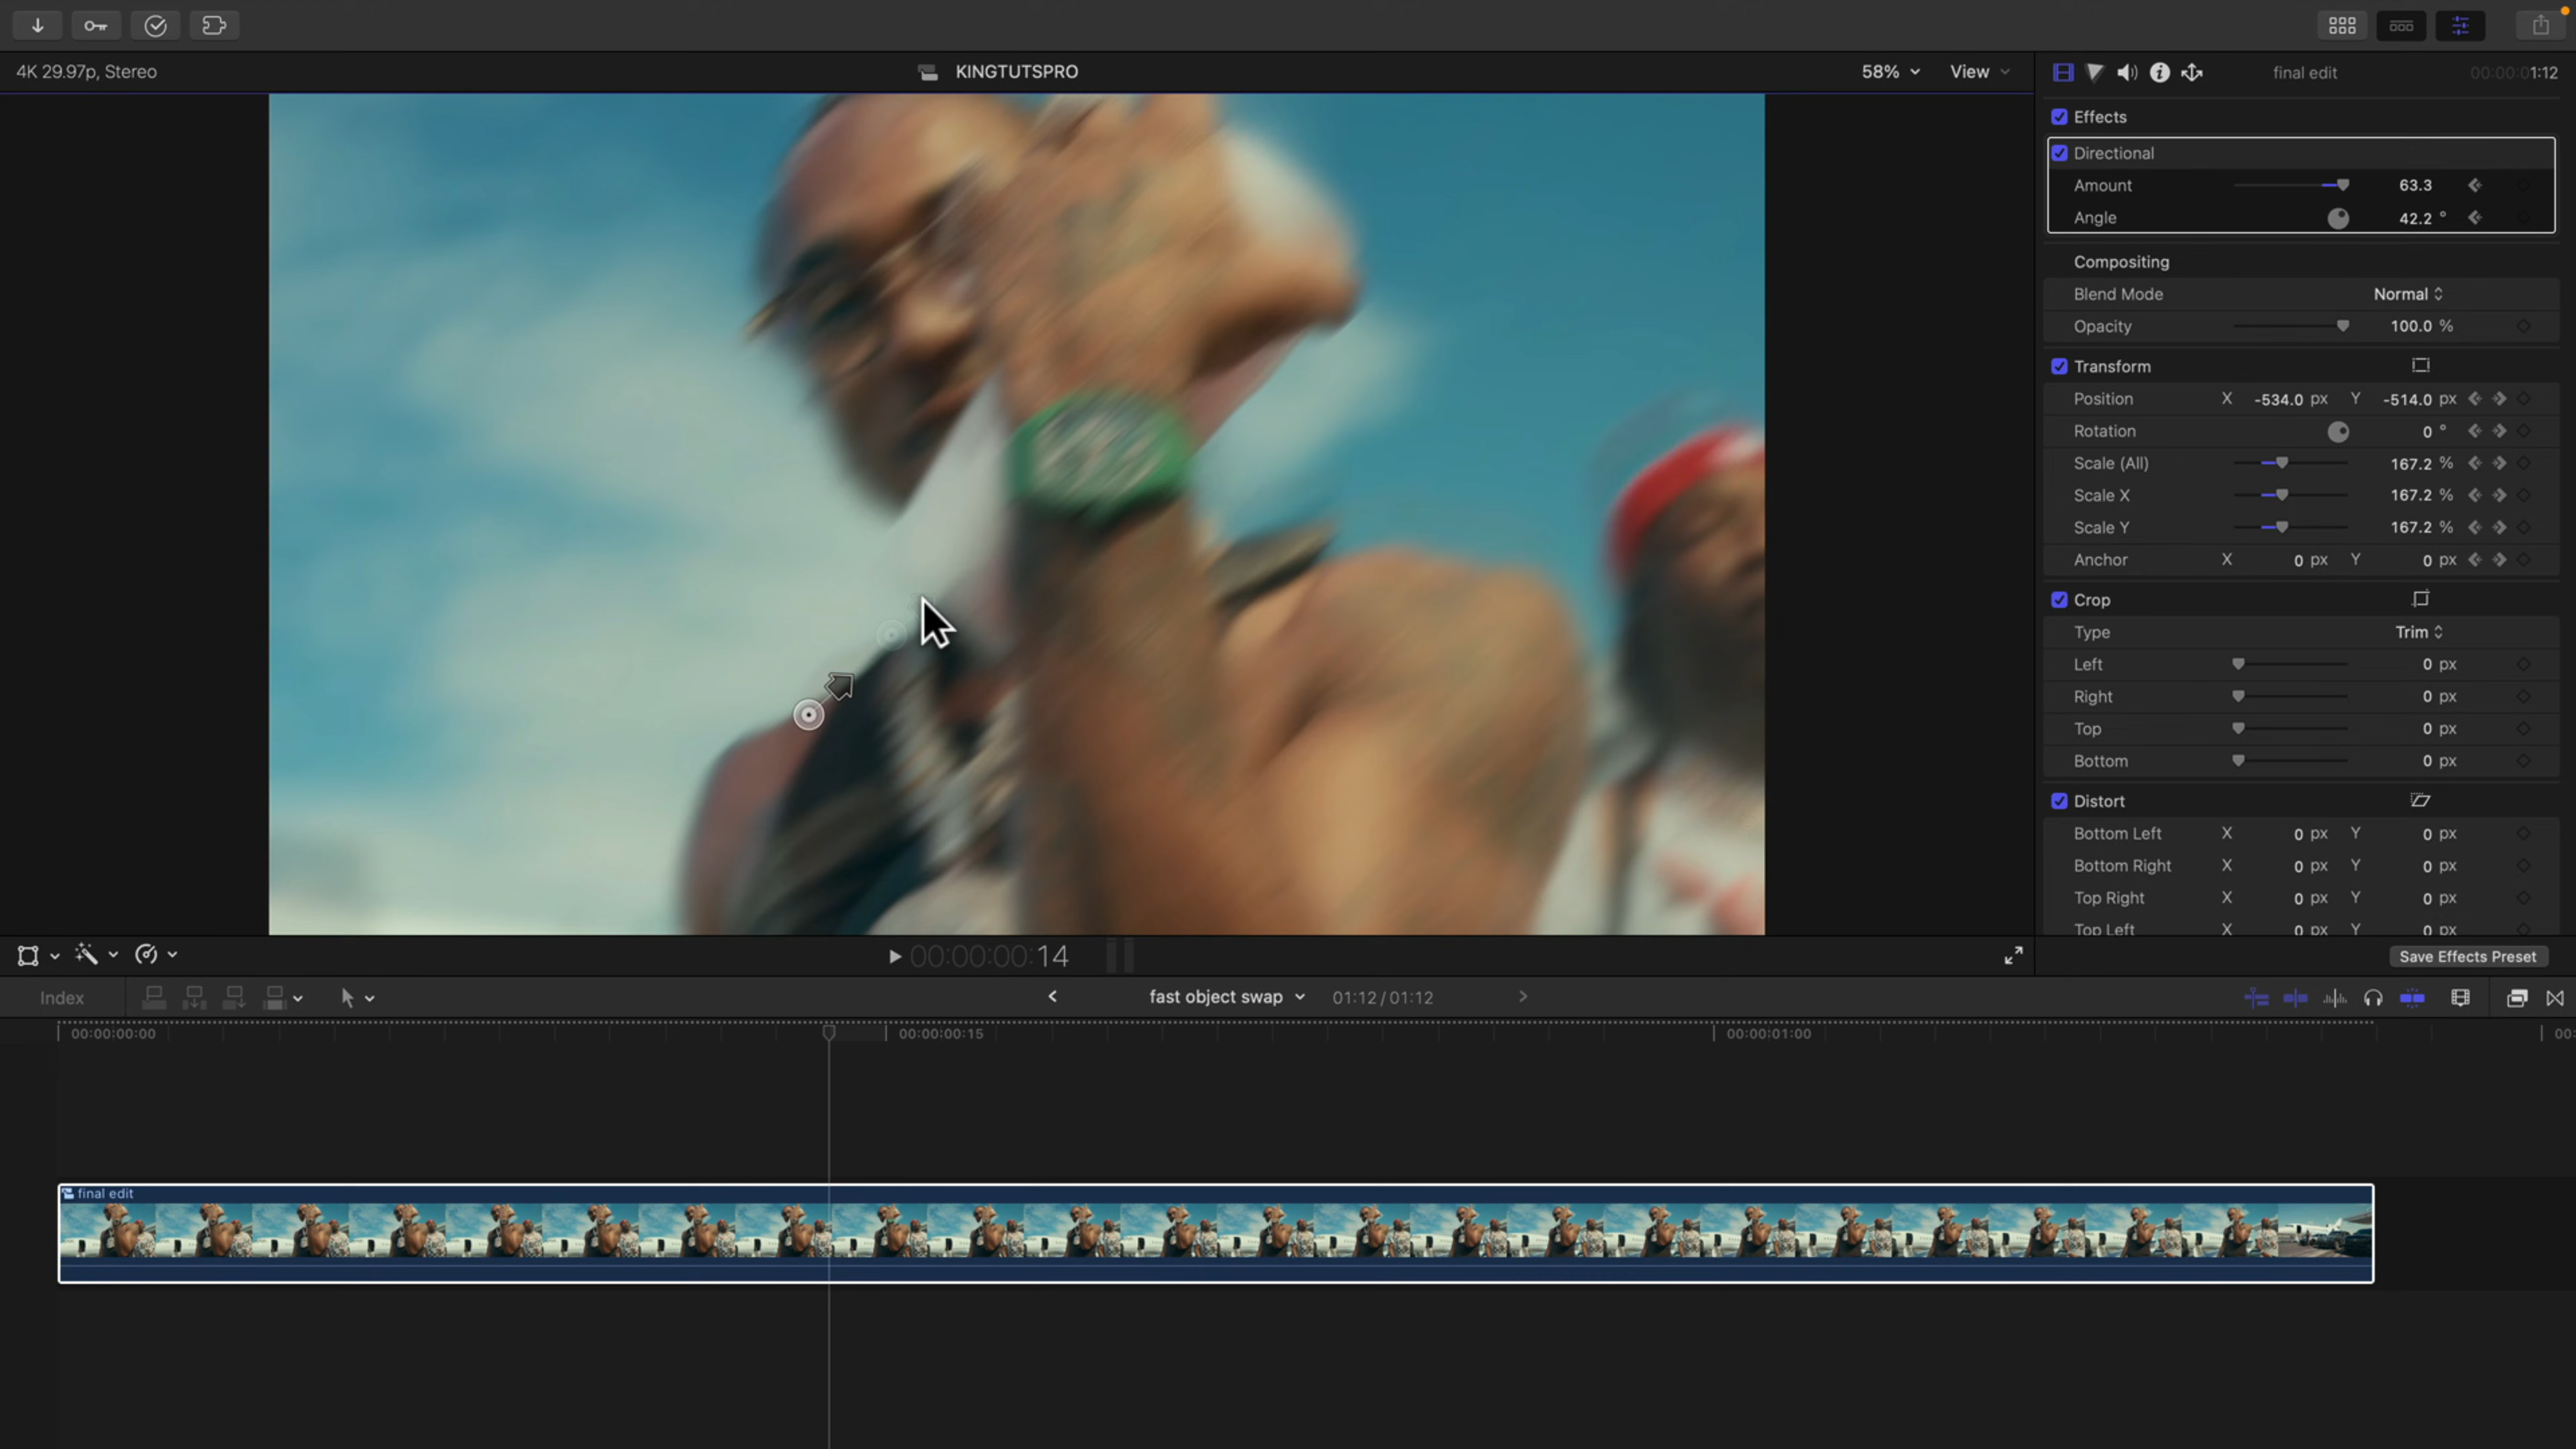 4K 29.97p, Stereo
KINGTUTSPRO
58%
View
final edit
00:00:01:12
Effects
Directional
Amount 63.3
Angle 42.2 °
Compositing
Blend Mode Normal
Opacity 100.0 %
Transform
Position X -534.0 px Y -514.0 px
Rotation 0 °
Scale (All) 167.2 %
Scale X 167.2 %
Scale Y 167.2 %
Anchor X 0 px Y 0 px
Crop
Type Trim
Left 0 px
Right 0 px
Top 0 px
Bottom 0 px
Distort
Bottom Left X 0 px Y 0 px
Bottom Right X 0 px Y 0 px
Top Right X 0 px Y 0 px
Top Left X 0 px Y 0 px
00:00:00:14
Save Effects Preset
Index
fast object swap
01:12 / 01:12
00:00:00:00
00:00:00:15
00:00:01:00
00:
final edit